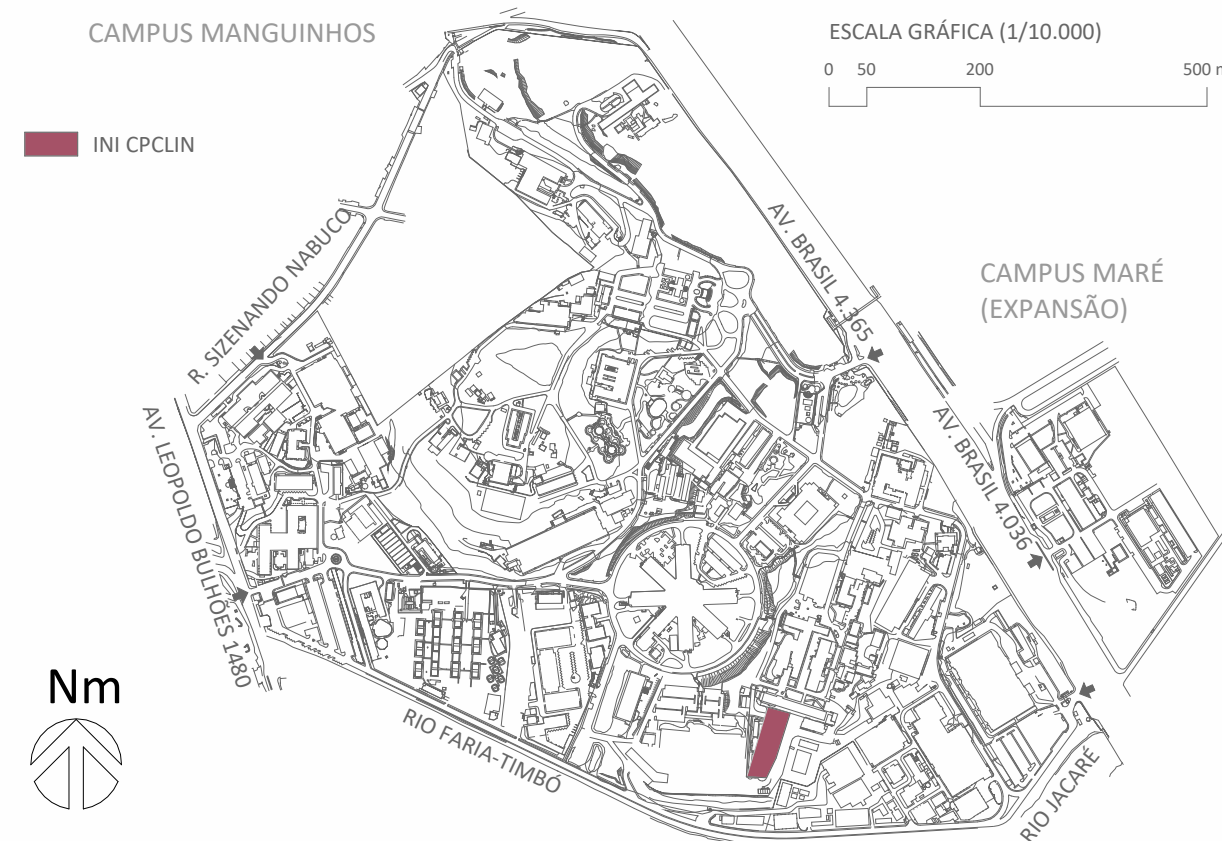 CAMPUS MANGUINHOS
ESCALA GRÁFICA (1/10.000)
0 50 200 500 m
INI CPCLIN
R. SIZENANDO NABUCO
AV. BRASIL 4.365
CAMPUS MARÉ
(EXPANSÃO)
AV. LEOPOLDO BULHÕES 1480
AV. BRASIL 4.036
Nm
RIO FARIA-TIMBÓ
RIO JACARÉ